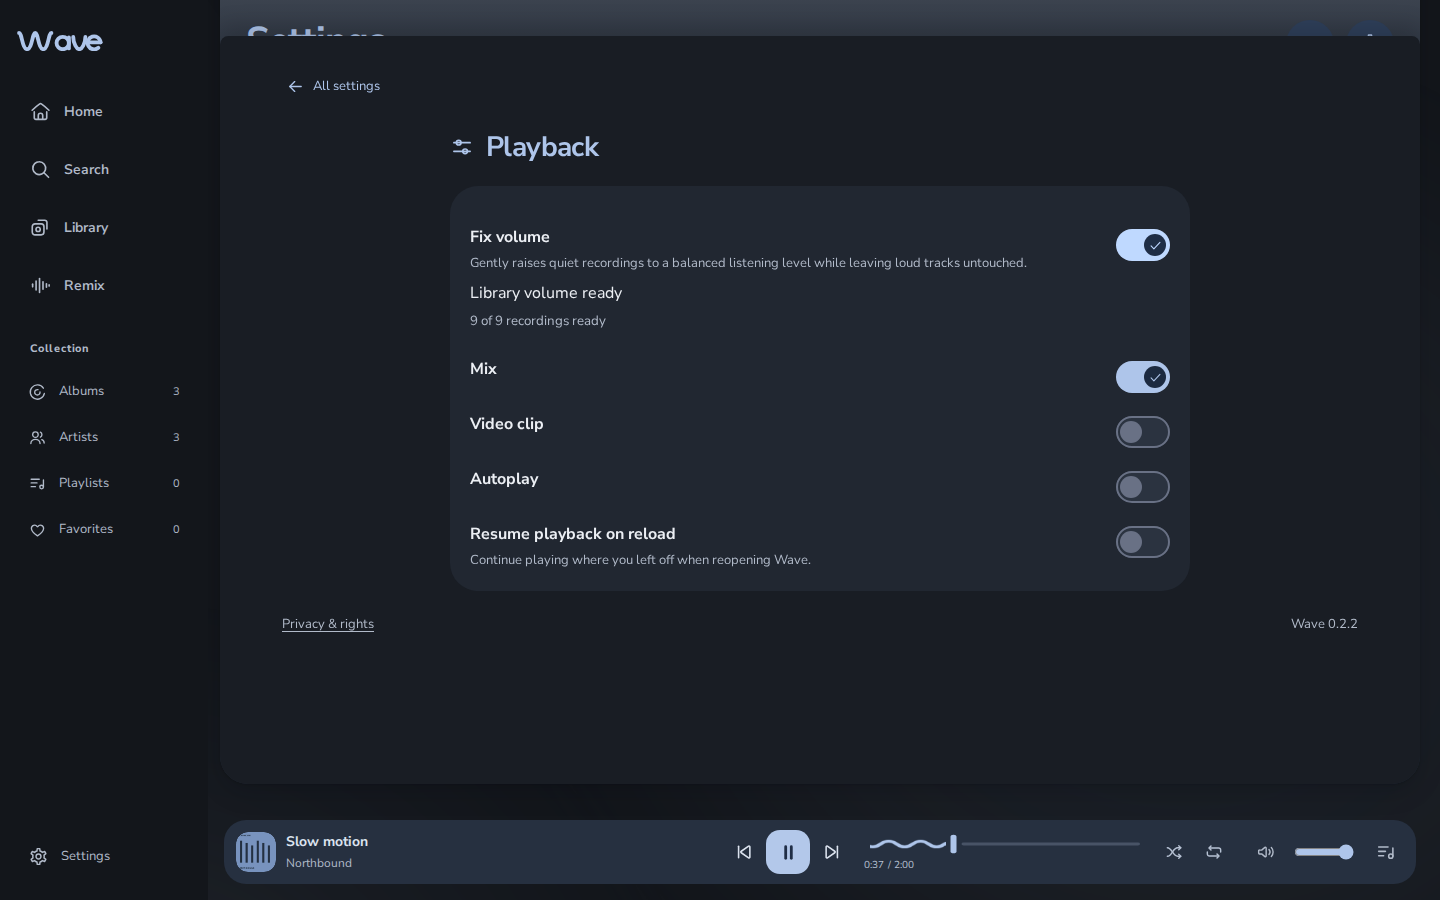 Wave
Home
Search
Library
Remix
Collection
Albums 3
Artists 3
Playlists 0
Favorites 0
Settings
Settings
All settings
Playback
Fix volume
Gently raises quiet recordings to a balanced listening level while leaving loud tracks untouched.
Library volume ready
9 of 9 recordings ready
Mix
Video clip
Autoplay
Resume playback on reload
Continue playing where you left off when reopening Wave.
Privacy & rights
Wave 0.2.2
Slow motion
Northbound
0:37 / 2:00